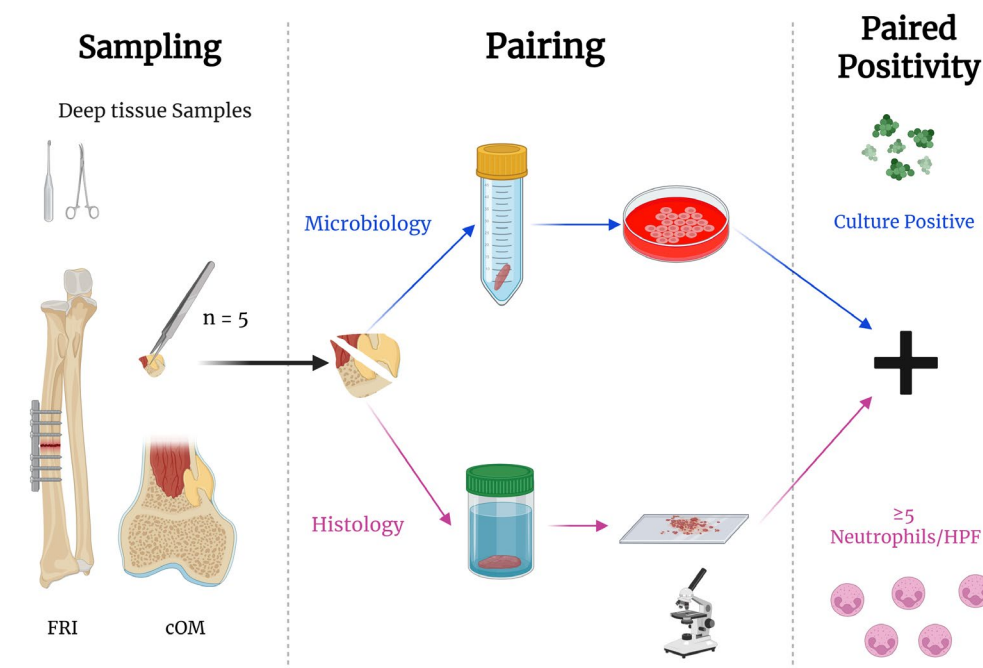 Sampling
Pairing
Paired
Positivity
Deep tissue Samples
Microbiology
Culture Positive
n = 5
Histology
≥5
Neutrophils/HPF
FRI
cOM